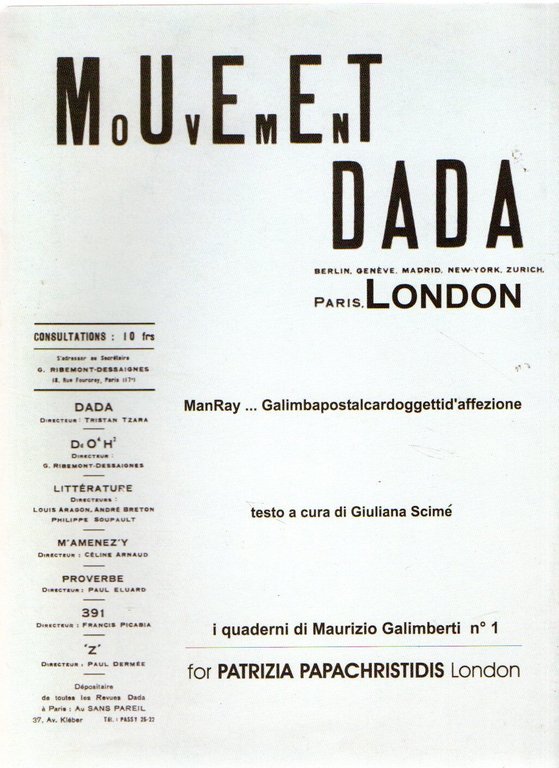 MoUvEmEnT
DADA
BERLIN, GENÈVE, MADRID, NEW-YORK, ZURICH,
PARIS, LONDON
CONSULTATIONS : 10 frs
S'adresser au Secrétaire
G. RIBEMONT-DESSAIGNES
18, Rue Fourcroy, Paris (17e)
DADA
DIRECTEUR : TRISTAN TZARA
DdO⁴H²
DIRECTEUR :
G. RIBEMONT-DESSAIGNES
LITTÉRATURE
DIRECTEURS :
LOUIS ARAGON, ANDRÉ BRETON
PHILIPPE SOUPAULT
M'AMENEZ'Y
DIRECTEUR : CÉLINE ARNAUD
PROVERBE
DIRECTEUR : PAUL ELUARD
391
DIRECTEUR : FRANCIS PICABIA
'Z'
DIRECTEUR : PAUL DERMÉE
Dépositaire
de toutes les Revues Dada
à Paris : Au SANS PAREIL
37, Av. Kléber TÉL. : PASSY 25-22
ManRay ... Galimbapostalcardoggettid'affezione
testo a cura di Giuliana Scimé
i quaderni di Maurizio Galimberti n° 1
for PATRIZIA PAPACHRISTIDIS London